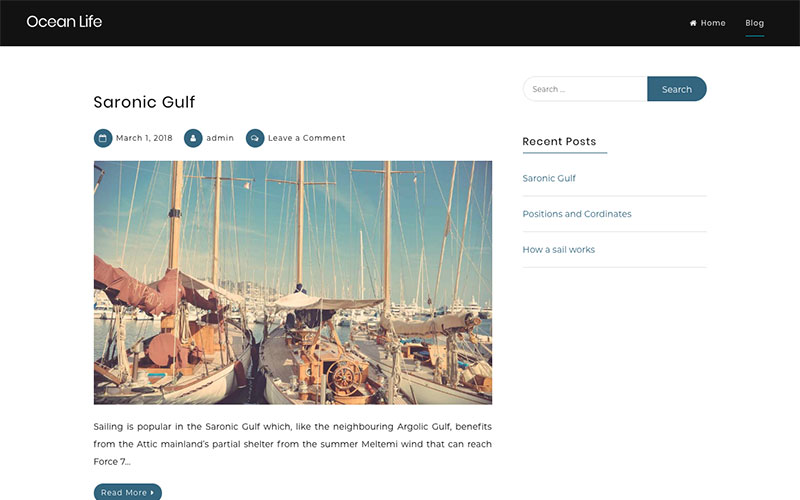 Ocean Life
Home
Blog
Saronic Gulf
March 1, 2018 admin Leave a Comment
Sailing is popular in the Saronic Gulf which, like the neighbouring Argolic Gulf, benefits
from the Attic mainland's partial shelter from the summer Meltemi wind that can reach
Force 7...
Read More
Search ...
Search
Recent Posts
Saronic Gulf
Positions and Cordinates
How a sail works